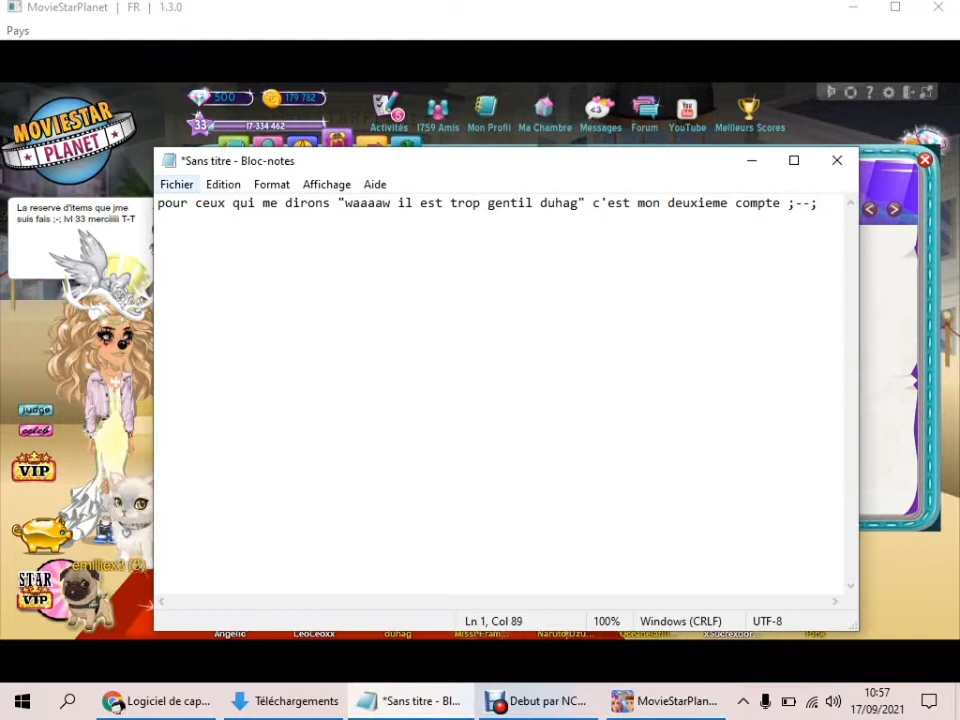 MovieStarPlanet | FR | 1.3.0
Pays
MOVIESTAR
PLANET
500
179 782
33
17 334 462
Activités
5
1759 Amis
Mon Profil
Ma Chambre
Messages
Forum
YouTube
Meilleurs Scores
La reserve d'items que jme
suis fais ;-; lvl 33 merciiiii T-T
*Sans titre - Bloc-notes
Fichier Edition Format Affichage Aide
pour ceux qui me dirons "waaaaw il est trop gentil duhag" c'est mon deuxieme compte ;--;
judge
celeb
VIP
STAR
VIP
Ln 1, Col 89
100%
Windows (CRLF)
UTF-8
Angelic
LeoLeoxx
duhag
Logiciel de cap...
Téléchargements
*Sans titre - Bl...
Debut par NC...
MovieStarPlan...
10:57
17/09/2021